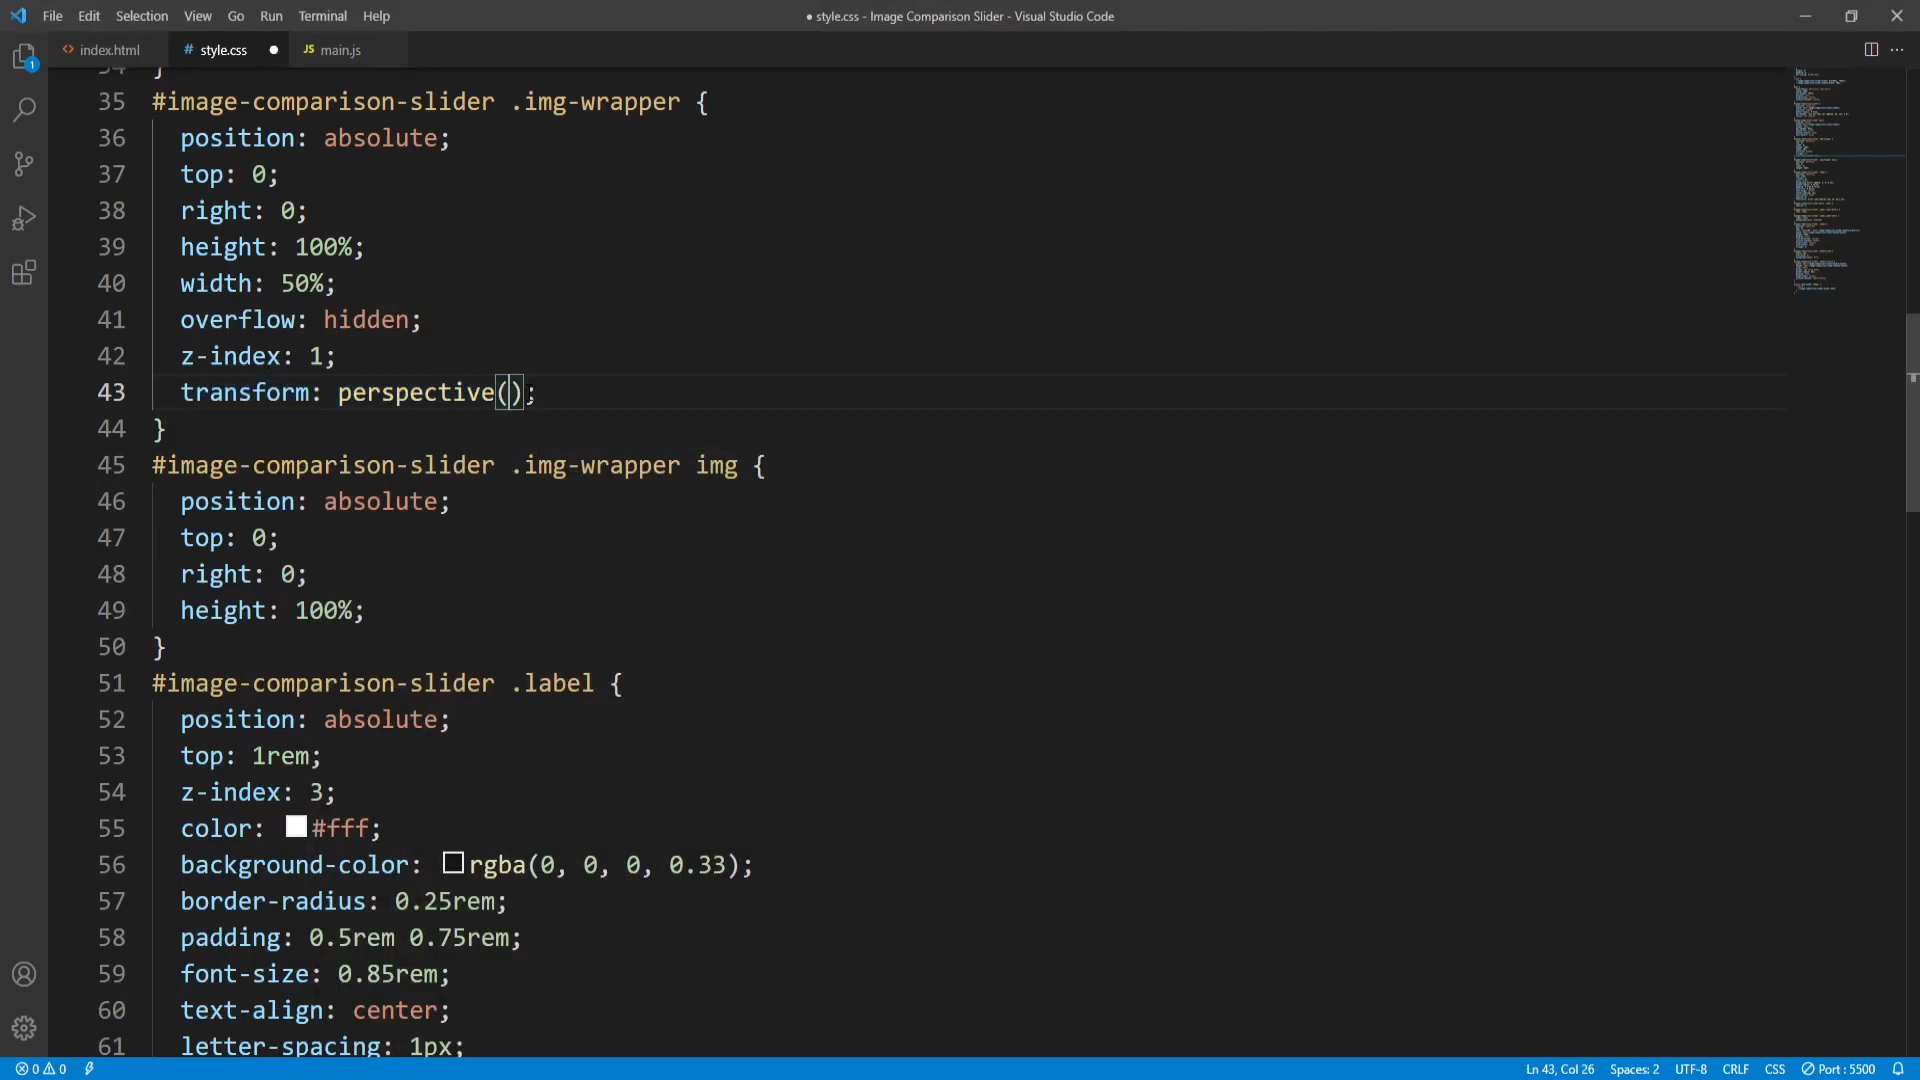 File Edit Selection View Go Run Terminal Help
● style.css - Image Comparison Slider - Visual Studio Code
index.html
# style.css ●
JS main.js
1
34 }
35 #image-comparison-slider .img-wrapper {
36 position: absolute;
37 top: 0;
38 right: 0;
39 height: 100%;
40 width: 50%;
41 overflow: hidden;
42 z-index: 1;
43 transform: perspective();
44 }
45 #image-comparison-slider .img-wrapper img {
46 position: absolute;
47 top: 0;
48 right: 0;
49 height: 100%;
50 }
51 #image-comparison-slider .label {
52 position: absolute;
53 top: 1rem;
54 z-index: 3;
55 color: #fff;
56 background-color: rgba(0, 0, 0, 0.33);
57 border-radius: 0.25rem;
58 padding: 0.5rem 0.75rem;
59 font-size: 0.85rem;
60 text-align: center;
61 letter-spacing: 1px;
0 0 Ln 43, Col 26 Spaces: 2 UTF-8 CRLF CSS Port : 5500